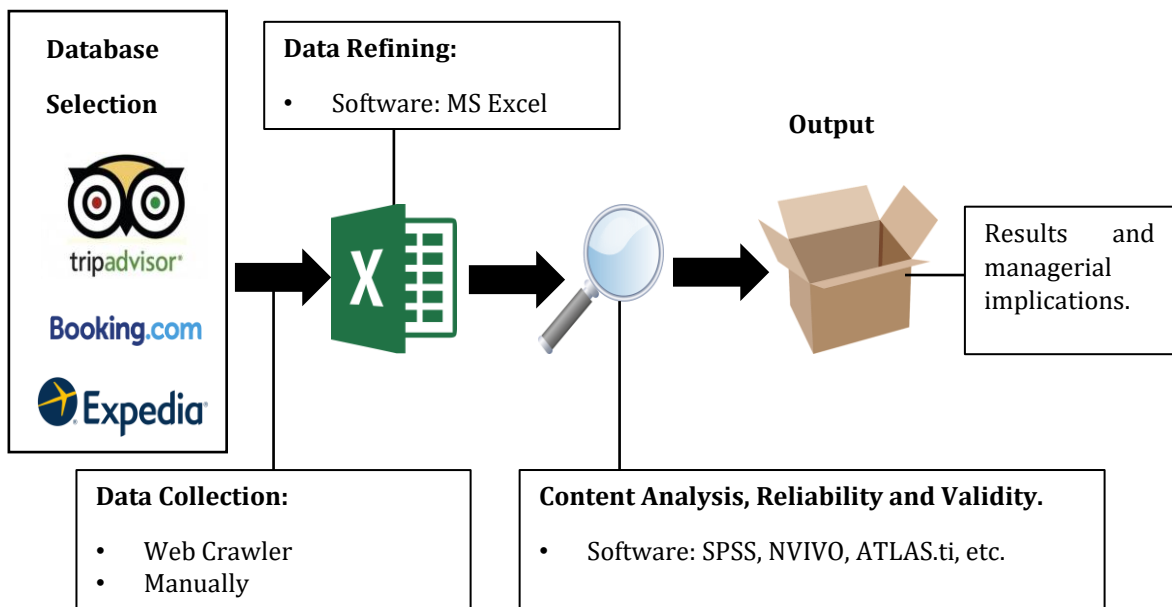 Database
Selection
tripadvisor®
Booking.com
Expedia®
Data Refining:
• Software: MS Excel
X
Output
Results and
managerial
implications.
Data Collection:
• Web Crawler
• Manually
Content Analysis, Reliability and Validity.
• Software: SPSS, NVIVO, ATLAS.ti, etc.